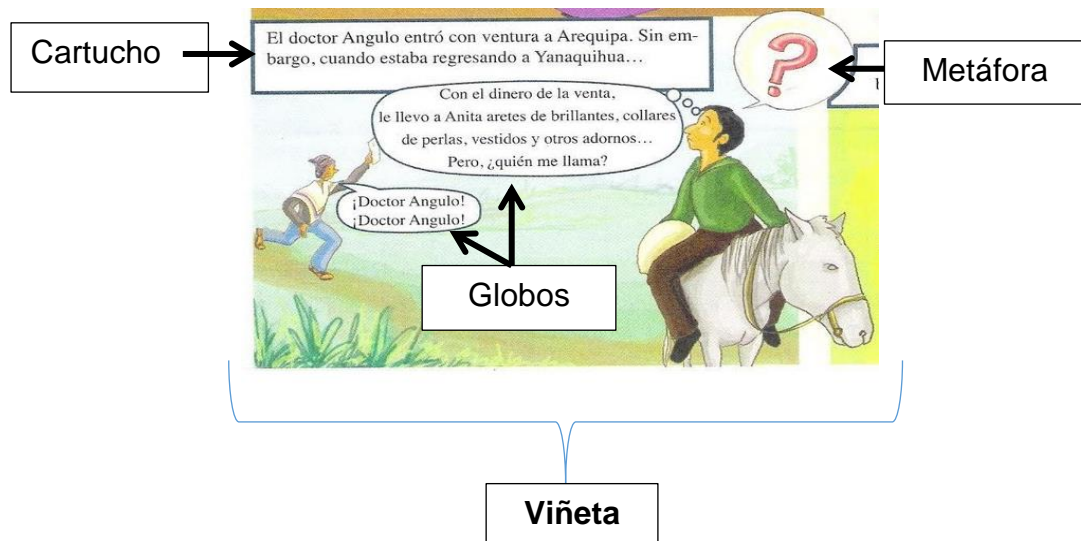 Cartucho
El doctor Angulo entró con ventura a Arequipa. Sin em-
bargo, cuando estaba regresando a Yanaquihua...
?
Metáfora
Con el dinero de la venta,
le llevo a Anita aretes de brillantes, collares
de perlas, vestidos y otros adornos...
Pero, ¿quién me llama?
¡Doctor Angulo!
¡Doctor Angulo!
Globos
Viñeta